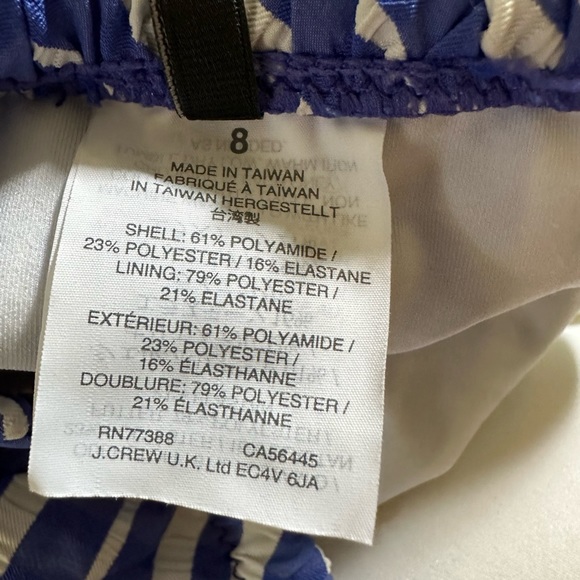 8
MADE IN TAIWAN
FABRIQUÉ À TAÏWAN
IN TAIWAN HERGESTELLT
台湾製
SHELL: 61% POLYAMIDE /
23% POLYESTER / 16% ELASTANE
LINING: 79% POLYESTER /
21% ELASTANE
EXTÉRIEUR: 61% POLYAMIDE /
23% POLYESTER /
16% ÉLASTHANNE
DOUBLURE: 79% POLYESTER /
21% ÉLASTHANNE
RN77388 CA56445
J.CREW U.K. Ltd EC4V 6JA